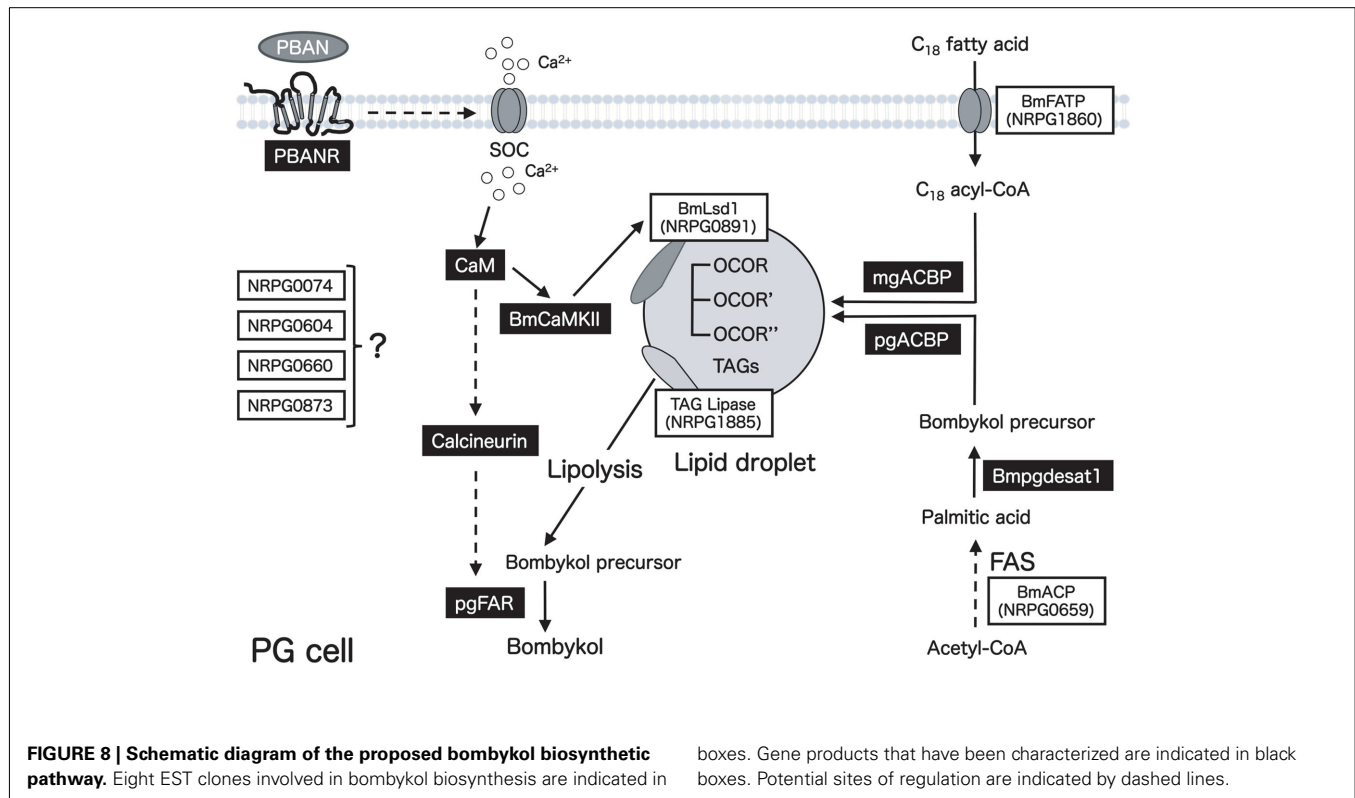 PBAN
Ca2+
C18 fatty acid
BmFATP
(NRPG1860)
PBANR
SOC
Ca2+
C18 acyl-CoA
BmLsd1
(NRPG0891)
CaM
OCOR
mgACBP
NRPG0074
BmCaMKII
OCOR'
NRPG0604
?
OCOR''
pgACBP
NRPG0660
TAGs
NRPG0873
TAG Lipase
(NRPG1885)
Bombykol precursor
Calcineurin
Lipolysis
Lipid droplet
Bmpgdesat1
Palmitic acid
Bombykol precursor
FAS
BmACP
(NRPG0659)
pgFAR
PG cell
Bombykol
Acetyl-CoA
FIGURE 8 | Schematic diagram of the proposed bombykol biosynthetic
pathway. Eight EST clones involved in bombykol biosynthesis are indicated in
boxes. Gene products that have been characterized are indicated in black
boxes. Potential sites of regulation are indicated by dashed lines.